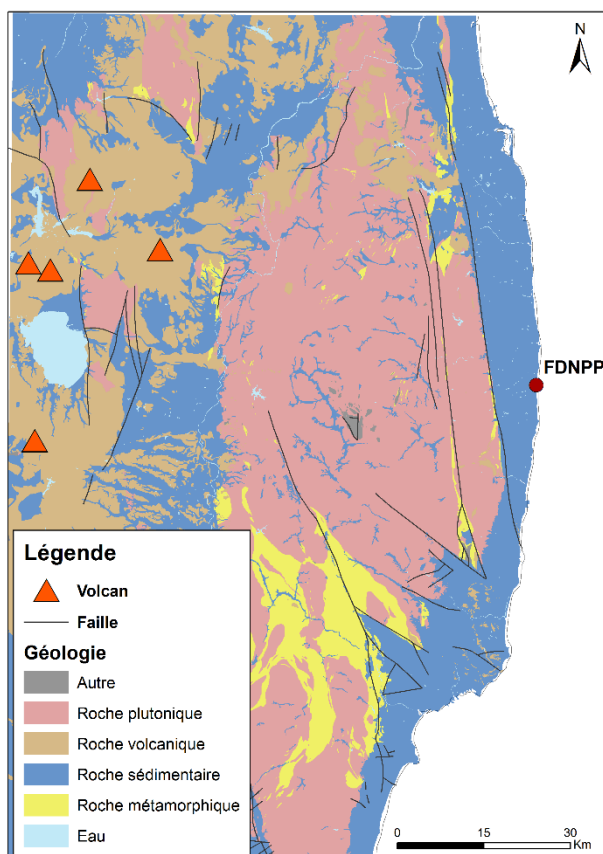 N
FDNPP
Légende
Volcan
Faille
Géologie
Autre
Roche plutonique
Roche volcanique
Roche sédimentaire
Roche métamorphique
Eau
0 15 30
Km